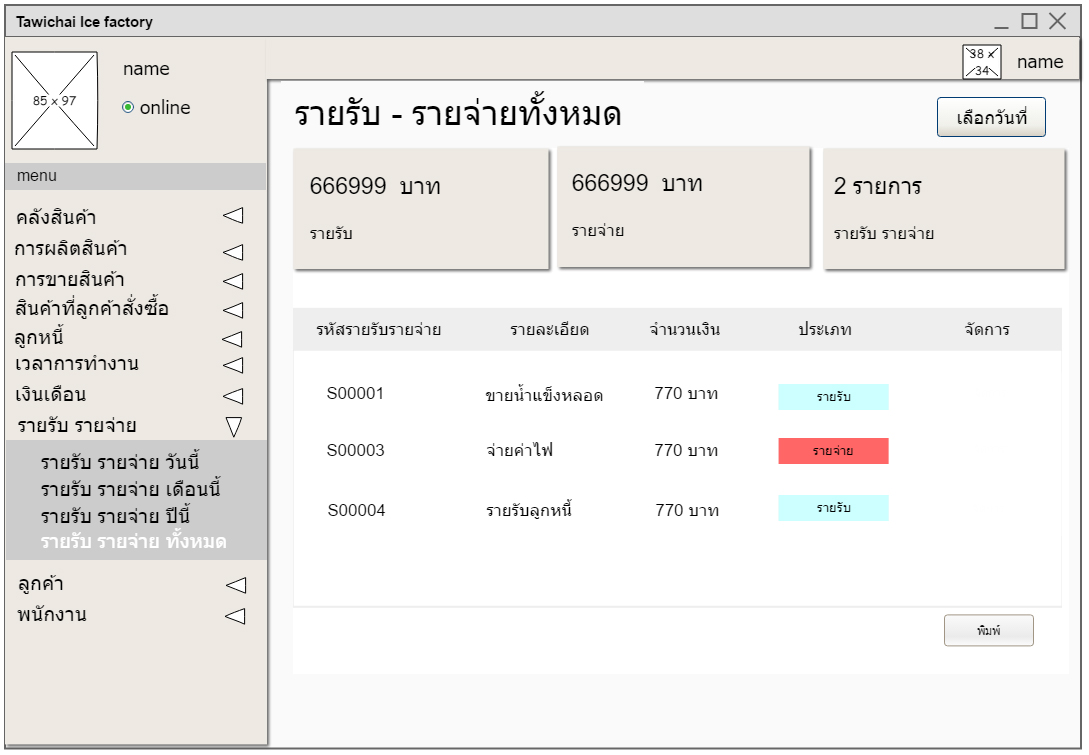 Tawichai Ice factory
38 x 34
name
85 x 97
name
online
menu
คลังสินค้า
การผลิตสินค้า
การขายสินค้า
สินค้าที่ลูกค้าสั่งซื้อ
ลูกหนี้
เวลาการทำงาน
เงินเดือน
รายรับ รายจ่าย
รายรับ รายจ่าย วันนี้
รายรับ รายจ่าย เดือนนี้
รายรับ รายจ่าย ปีนี้
รายรับ รายจ่าย ทั้งหมด
ลูกค้า
พนักงาน
รายรับ - รายจ่ายทั้งหมด
เลือกวันที่
666999 บาท
รายรับ
666999 บาท
รายจ่าย
2 รายการ
รายรับ รายจ่าย
รหัสรายรับรายจ่าย รายละเอียด จำนวนเงิน ประเภท จัดการ
S00001 ขายน้ำแข็งหลอด 770 บาท รายรับ
S00003 จ่ายค่าไฟ 770 บาท รายจ่าย
S00004 รายรับลูกหนี้ 770 บาท รายรับ
พิมพ์